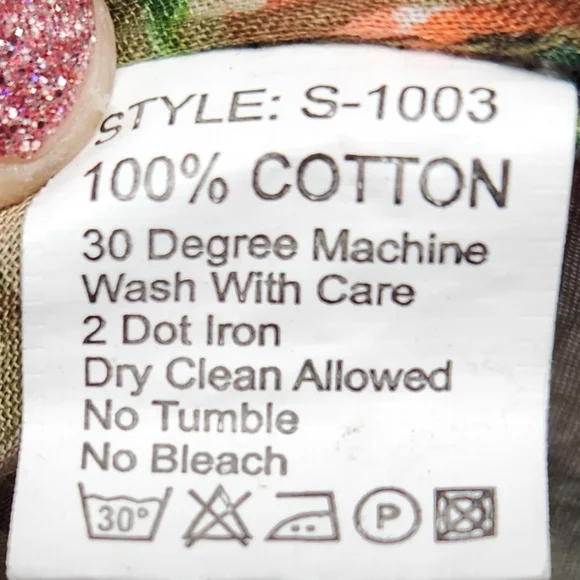 STYLE: S-1003
100% COTTON
30 Degree Machine
Wash With Care
2 Dot Iron
Dry Clean Allowed
No Tumble
No Bleach
30° P